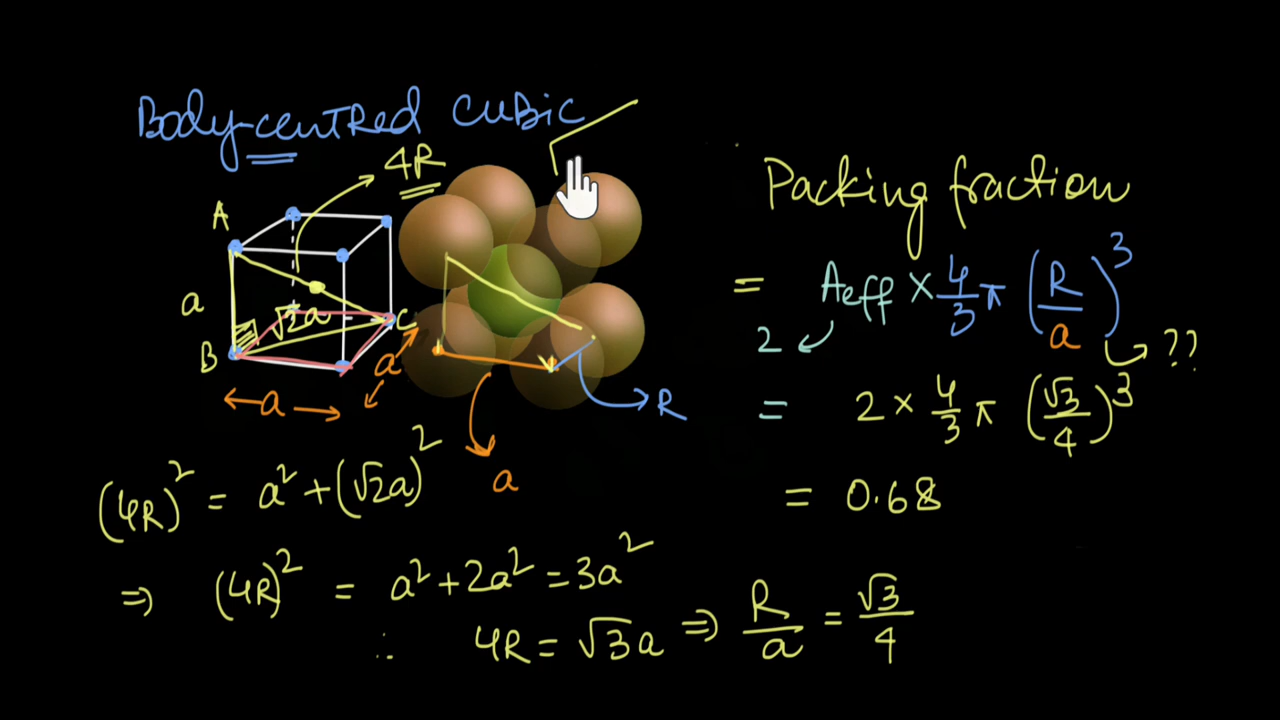 Body-centred cubic
4R
A
a
√2a
B
C
a
a
R
a
(4R)² = a² + (√2a)²
⇒ (4R)² = a² + 2a² = 3a²
∴ 4R = √3a ⇒ R/a = √3/4
Packing fraction
= Aeff × 4/3 π (R/a)³
2
??
= 2 × 4/3 π (√3/4)³
= 0.68